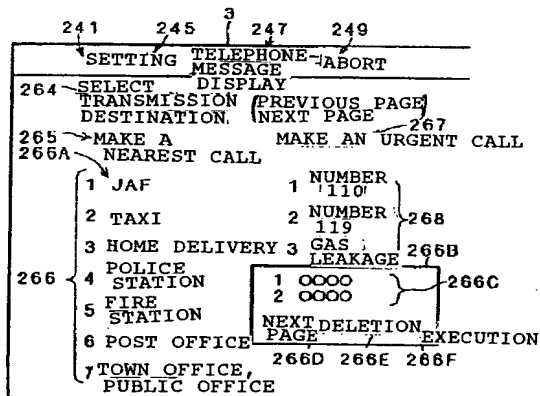 3
241 245 247 249
SETTING TELEPHONE- ABORT
MESSAGE
264 SELECT DISPLAY
TRANSMISSION (PREVIOUS PAGE)
DESTINATION (NEXT PAGE)
267
265 MAKE A MAKE AN URGENT CALL
266A NEAREST CALL
1 JAF 1 NUMBER
'110'
2 TAXI 2 NUMBER 268
119
3 HOME DELIVERY 3 GAS
LEAKAGE 266B
266 4 POLICE
STATION
1 OOOO
266C
2 OOOO
5 FIRE
STATION
NEXT DELETION
PAGE EXECUTION
6 POST OFFICE
266D 266E 266F
7 TOWN OFFICE,
PUBLIC OFFICE